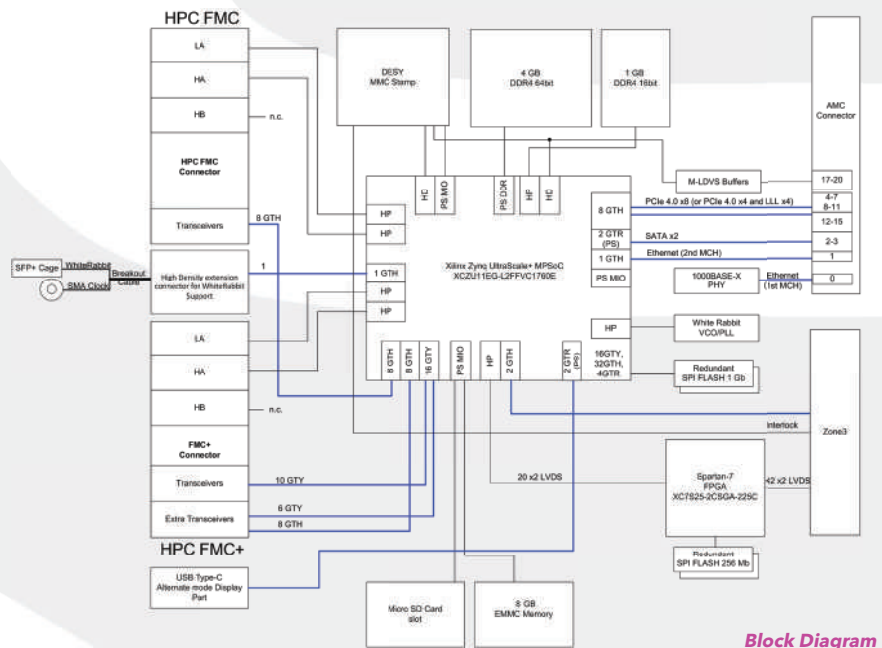 HPC FMC
LA
HA
HB
n.c.
HPC FMC
Connector
Transceivers
8 GTH
SFP+ Cage
WhiteRabbit
SMA Clock
Breakout
Cable
High Density extension
connector for WhiteRabbit
Support
1
LA
HA
HB
n.c.
FMC+
Connector
Transceivers
10 GTY
Extra Transceivers
6 GTY
8 GTH
HPC FMC+
USB Type-C
Alternate mode Display
Port
DESY
MMC Stamp
4 GB
DDR4 64bit
1 GB
DDR4 16bit
HD
PS MIO
PS DDR
HP
HD
HP
HP
1 GTH
HP
HP
Xilinx Zynq UltraScale+ MPSoC
XCZU11EG-L2FFVC1760E
8 GTH
2 GTR
(PS)
1 GTH
PS MIO
HP
16GTY,
32GTH,
4GTR
8 GTH
8 GTH
16 GTY
PS MIO
HP
2 GTH
2 GTR
(PS)
M-LDVS Buffers
PCIe 4.0 x8 (or PCIe 4.0 x4 and LLL x4)
SATA x2
Ethernet (2nd MCH)
1000BASE-X
PHY
Ethernet
(1st MCH)
White Rabbit
VCO/PLL
Redundant
SPI FLASH 1 Gb
AMC
Connector
17-20
4-7
8-11
12-15
2-3
1
0
Interlock
Zone3
20 x2 LVDS
Spartan-7
FPGA
XC7S25-2CSGA-225C
42 x2 LVDS
Redundant
SPI FLASH 256 Mb
Micro SD Card
slot
8 GB
EMMC Memory
Block Diagram